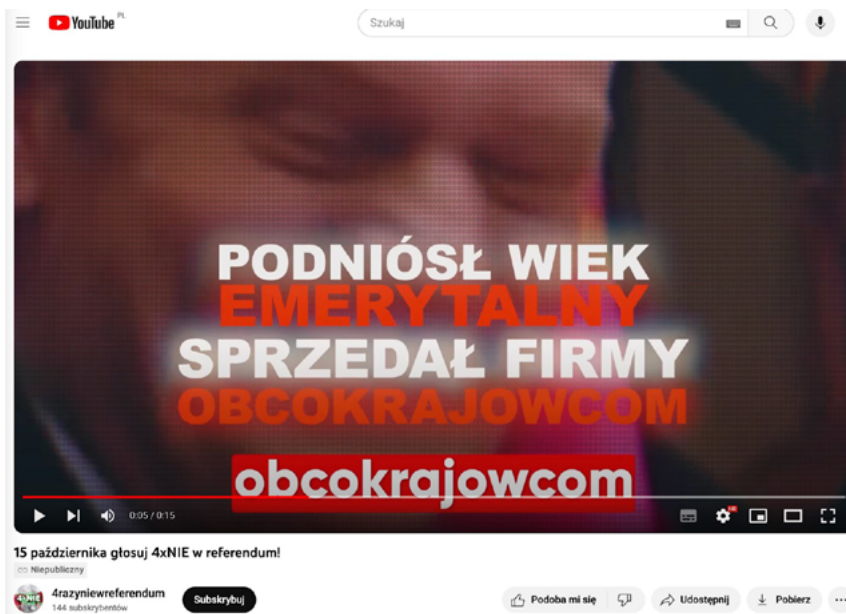 YouTube PL
Szukaj
PODNIÓSŁ WIEK
EMERYTALNY
SPRZEDAŁ FIRMY
OBCOKRAJOWCOM
obcokrajowcom
0:05 / 0:15
15 października głosuj 4xNIE w referendum!
Niepubliczny
4razyniewreferendum
144 subskrybentów
Subskrybuj
Podoba mi się
Udostępnij
Pobierz